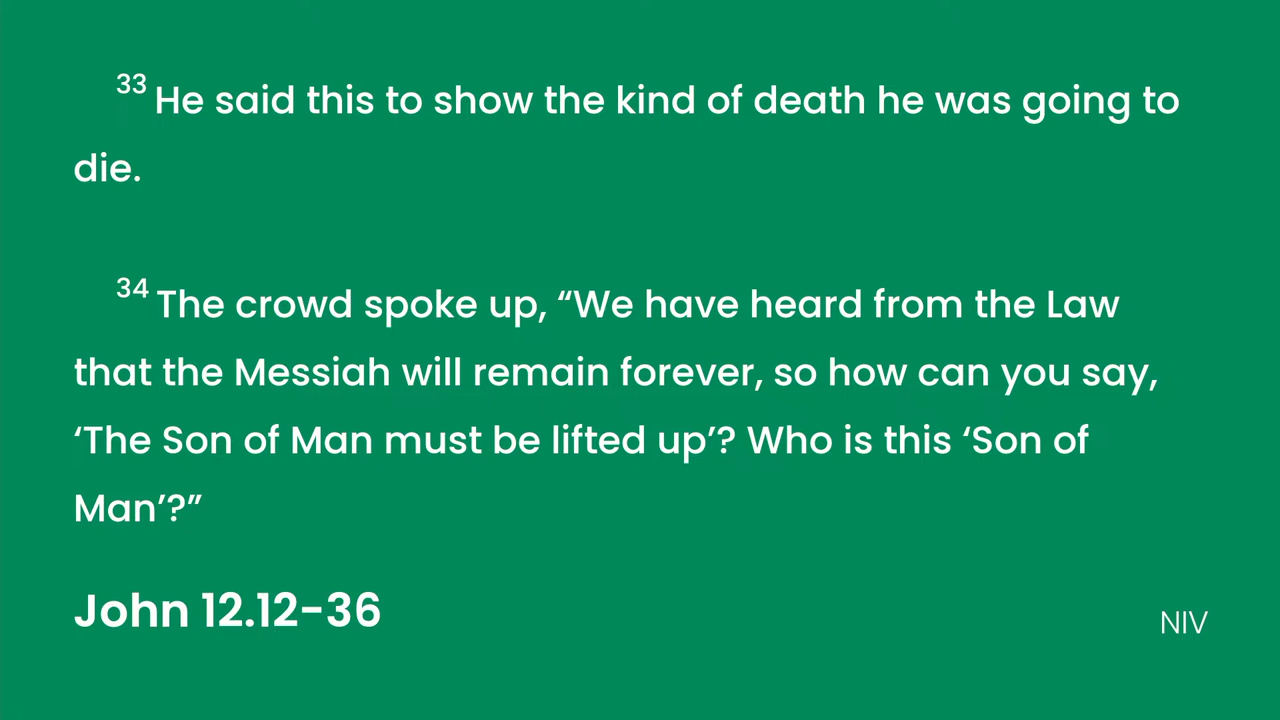 33 He said this to show the kind of death he was going to
die.
34 The crowd spoke up, “We have heard from the Law
that the Messiah will remain forever, so how can you say,
‘The Son of Man must be lifted up’? Who is this ‘Son of
Man’?”
John 12.12-36
NIV